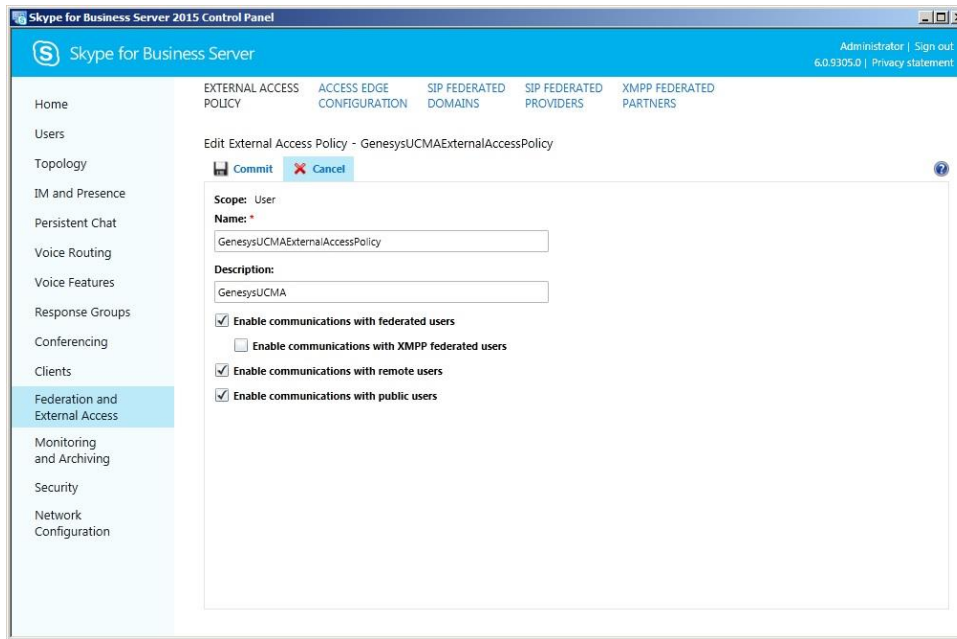 Skype for Business Server 2015 Control Panel
Skype for Business Server
Administrator | Sign out
6.0.9305.0 | Privacy statement
Home
Users
Topology
IM and Presence
Persistent Chat
Voice Routing
Voice Features
Response Groups
Conferencing
Clients
Federation and
External Access
Monitoring
and Archiving
Security
Network
Configuration
EXTERNAL ACCESS
POLICY
ACCESS EDGE
CONFIGURATION
SIP FEDERATED
DOMAINS
SIP FEDERATED
PROVIDERS
XMPP FEDERATED
PARTNERS
Edit External Access Policy - GenesysUCMAExternalAccessPolicy
Commit
Cancel
?
Scope: User
Name: *
GenesysUCMAExternalAccessPolicy
Description:
GenesysUCMA
Enable communications with federated users
Enable communications with XMPP federated users
Enable communications with remote users
Enable communications with public users